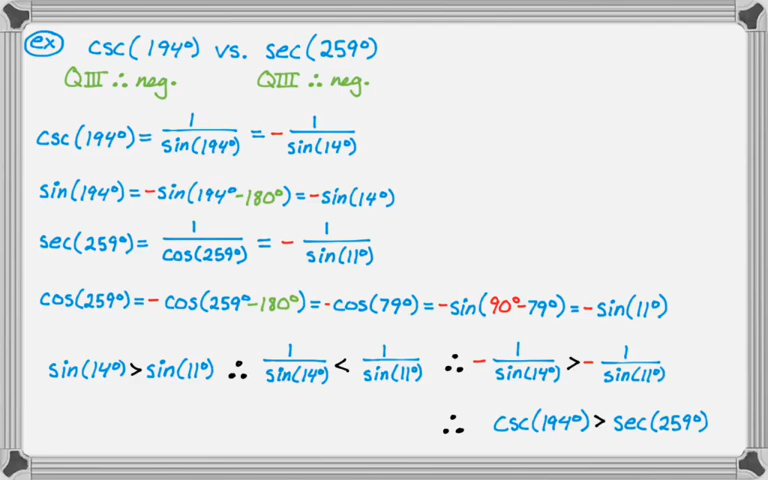 ex csc(194°) vs. sec(259°)
QIII ∴ neg. QIII ∴ neg.
csc(194°) = 1/sin(194°) = - 1/sin(14°)
sin(194°) = -sin(194°-180°) = -sin(14°)
sec(259°) = 1/cos(259°) = - 1/sin(11°)
cos(259°) = - cos(259°-180°) = -cos(79°) = -sin(90°-79°) = -sin(11°)
sin(14°) > sin(11°) ∴ 1/sin(14°) < 1/sin(11°) ∴ - 1/sin(14°) > - 1/sin(11°)
∴ csc(194°) > sec(259°)